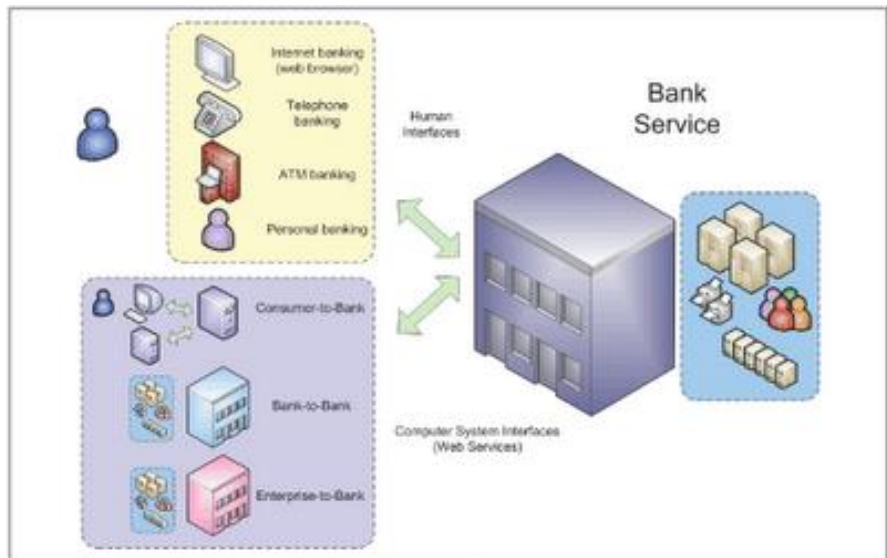 Internet banking
(web browser)
Telephone
banking
ATM banking
Personal banking
Human
Interfaces
Bank
Service
Consumer-to-Bank
Bank-to-Bank
Enterprise-to-Bank
Computer System Interfaces
(Web Services)